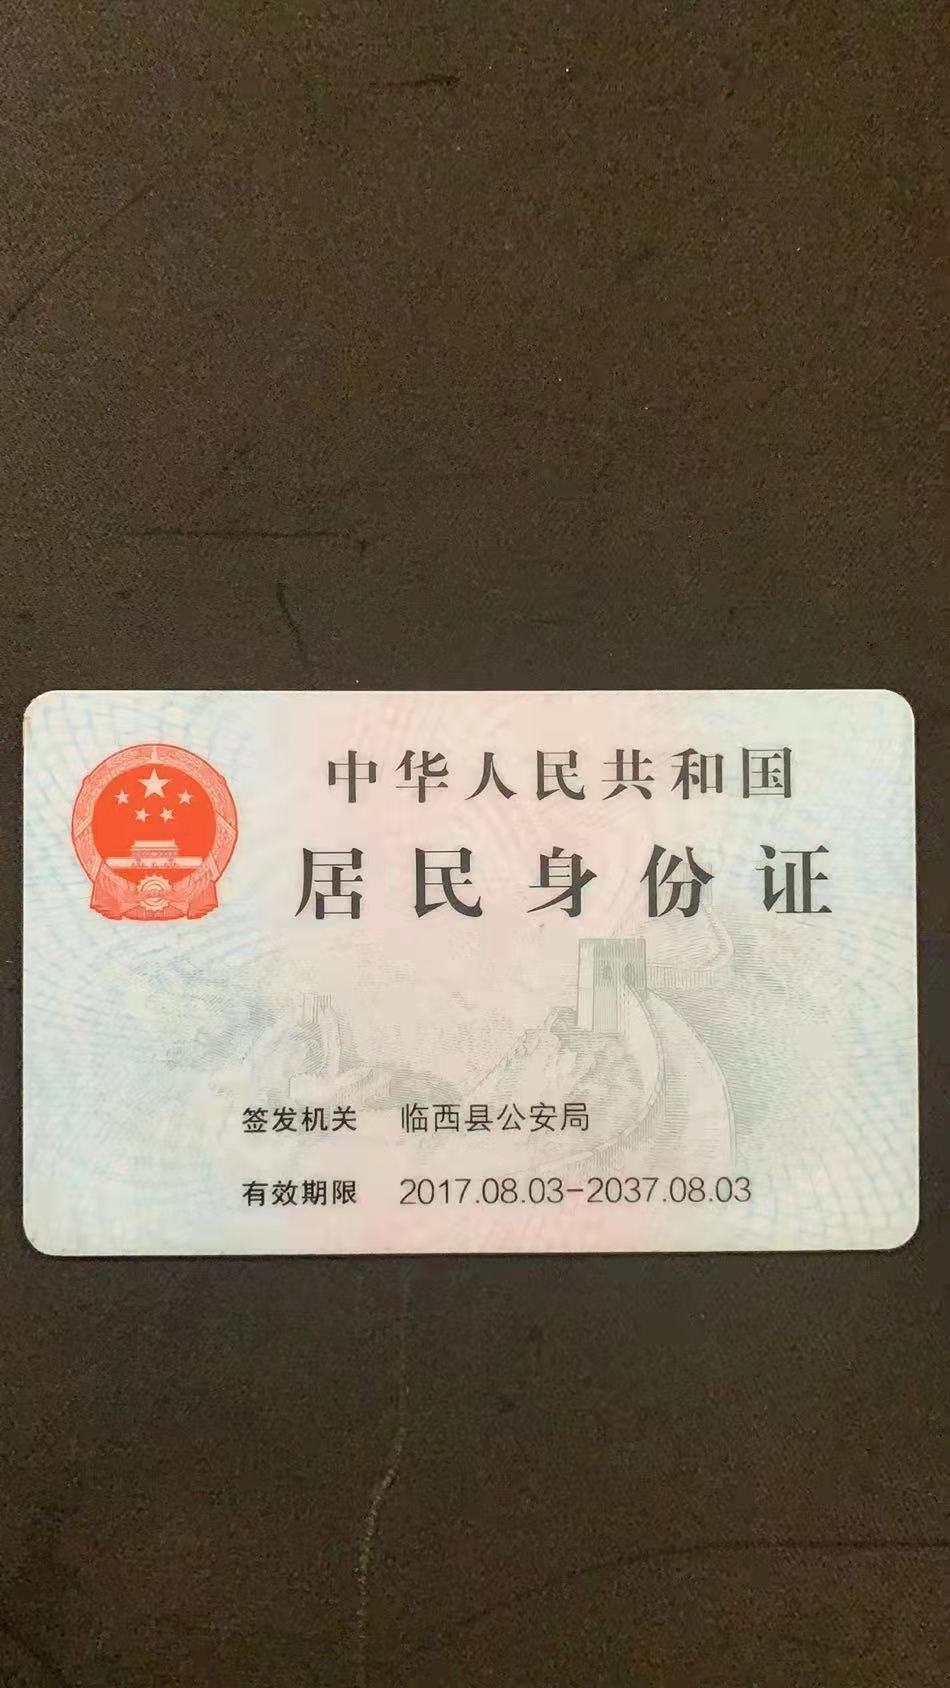 中华人民共和国
居民身份证
签发机关 临西县公安局
有效期限 2017.08.03-2037.08.03